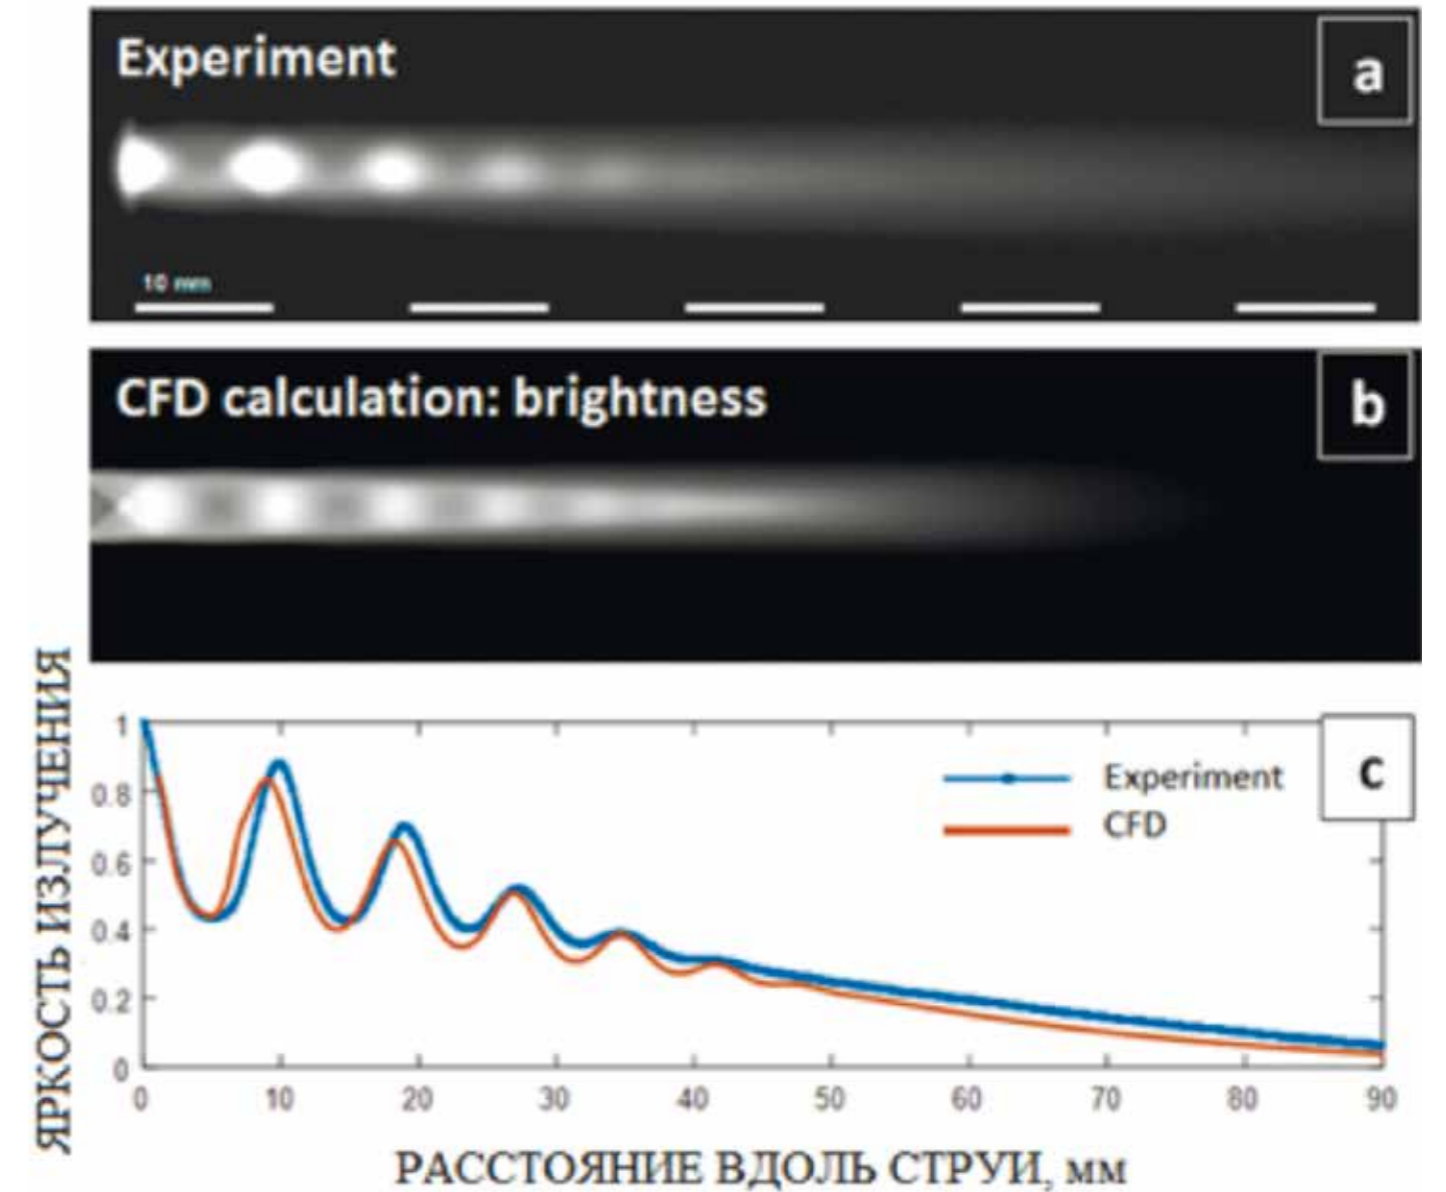 Experiment
a
10 mm
CFD calculation: brightness
b
ЯРКОСТЬ ИЗЛУЧЕНИЯ
1
0.8
0.6
0.4
0.2
0
c
Experiment
CFD
0 10 20 30 40 50 60 70 80 90
РАССТОЯНИЕ ВДОЛЬ СТРУИ, мм